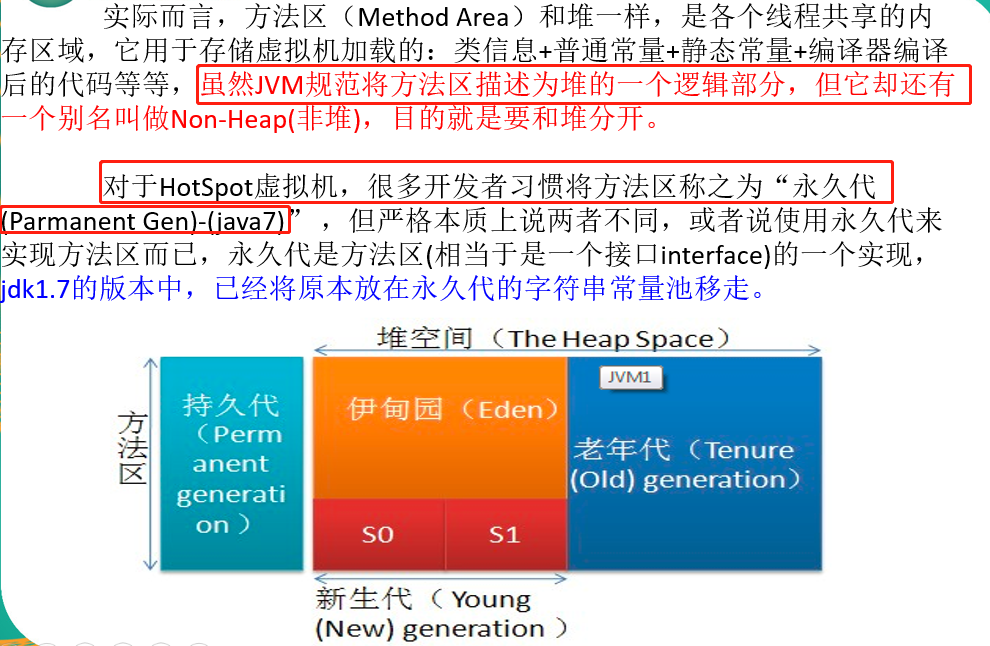 实际而言，方法区（Method Area）和堆一样，是各个线程共享的内
存区域，它用于存储虚拟机加载的：类信息+普通常量+静态常量+编译器编译
后的代码等等，虽然JVM规范将方法区描述为堆的一个逻辑部分，但它却还有
一个别名叫做Non-Heap(非堆)，目的就是要和堆分开。
对于HotSpot虚拟机，很多开发者习惯将方法区称之为“永久代
(Parmanent Gen)-(java7)”，但严格本质上说两者不同，或者说使用永久代来
实现方法区而已，永久代是方法区(相当于是一个接口interface)的一个实现，
jdk1.7的版本中，已经将原本放在永久代的字符串常量池移走。
堆空间（The Heap Space）
方法区
持久代
（Perm
anent
generati
on ）
伊甸园（Eden）
S0
S1
JVM1
老年代（Tenure
(Old) generation）
新生代（ Young
(New) generation ）